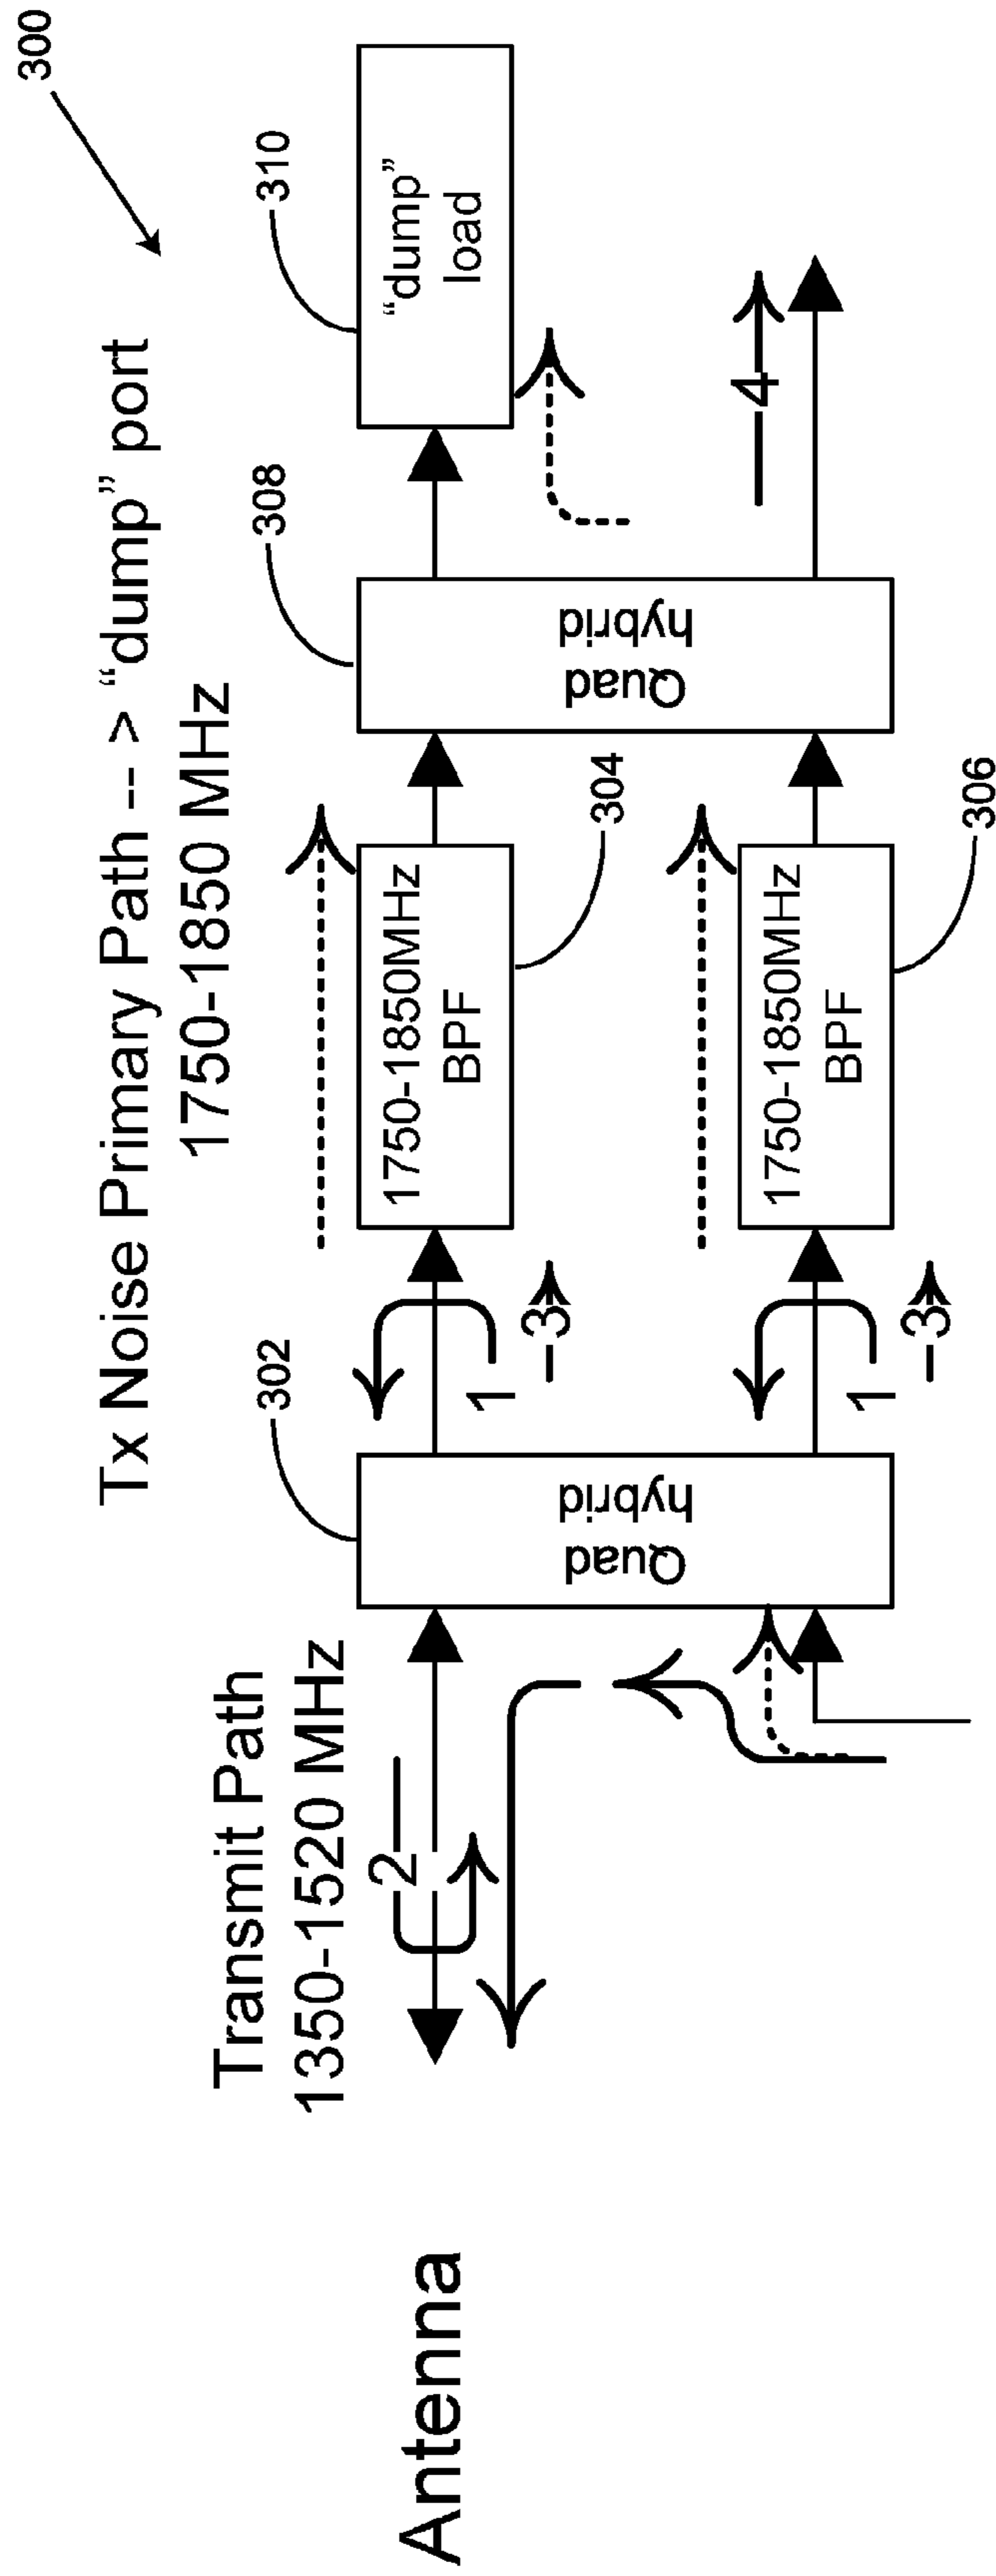 300
Tx Noise Primary Path -- > “dump” port
1750-1850 MHz
Transmit Path
1350-1520 MHz
Antenna
302
308
310
2
Quad
hybrid
1
3
1750-1850MHz
BPF
304
1
3
1750-1850MHz
BPF
306
Quad
hybrid
“dump”
load
4